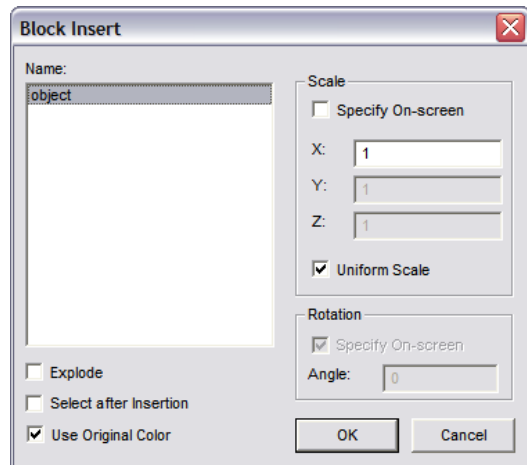 Block Insert
Name:
object
Explode
Select after Insertion
Use Original Color
Scale
Specify On-screen
X: 1
Y: 1
Z: 1
Uniform Scale
Rotation
Specify On-screen
Angle: 0
OK
Cancel